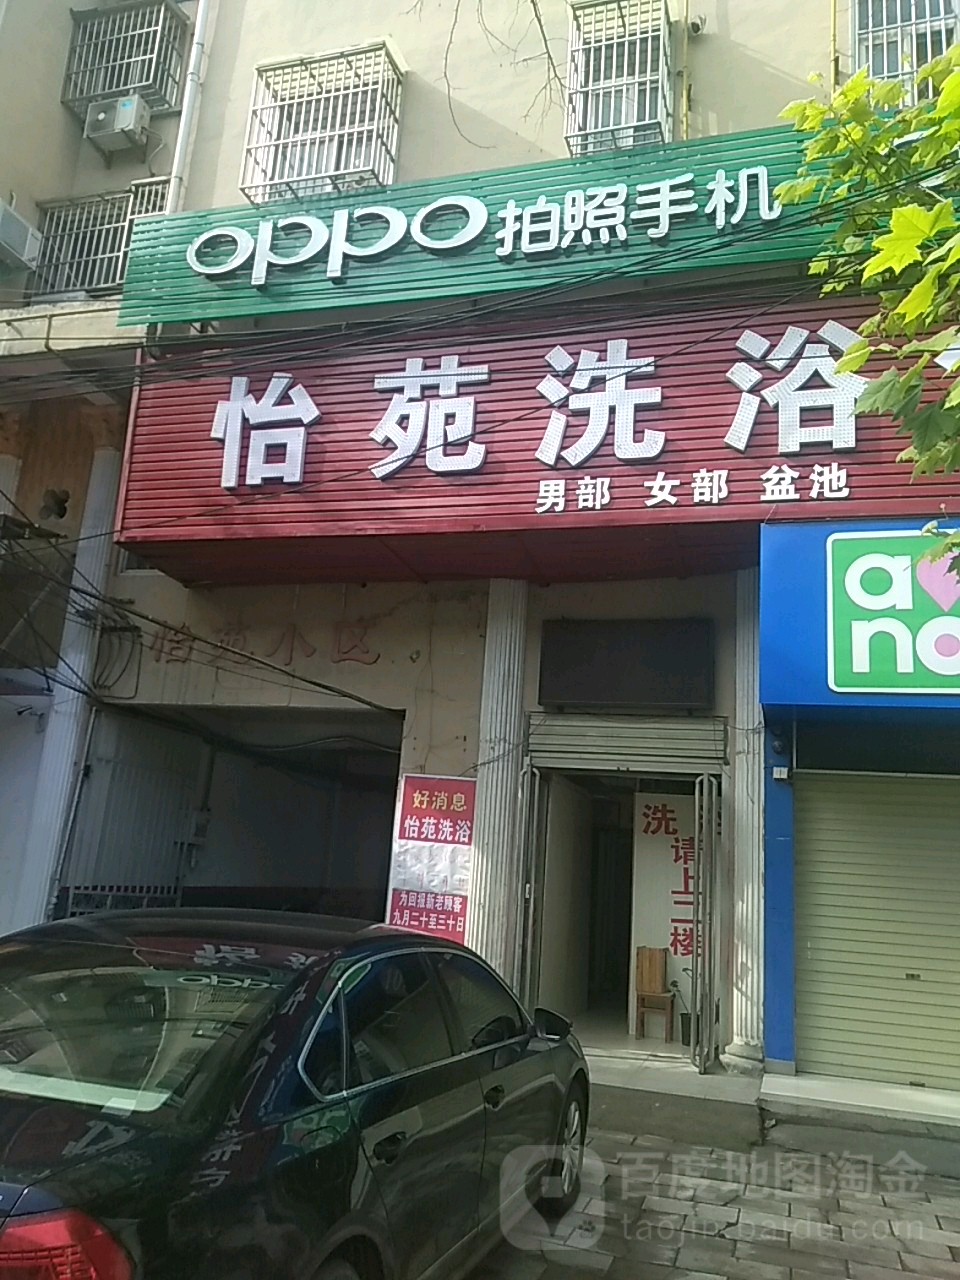 oppo拍照手机
怡苑洗浴
男部 女部 盆池
a
no
怡苑小区
好消息
怡苑洗浴
为回报新老顾客
九月二十至三十日
洗
请上二楼
百度地图淘金
taojin.baidu.com